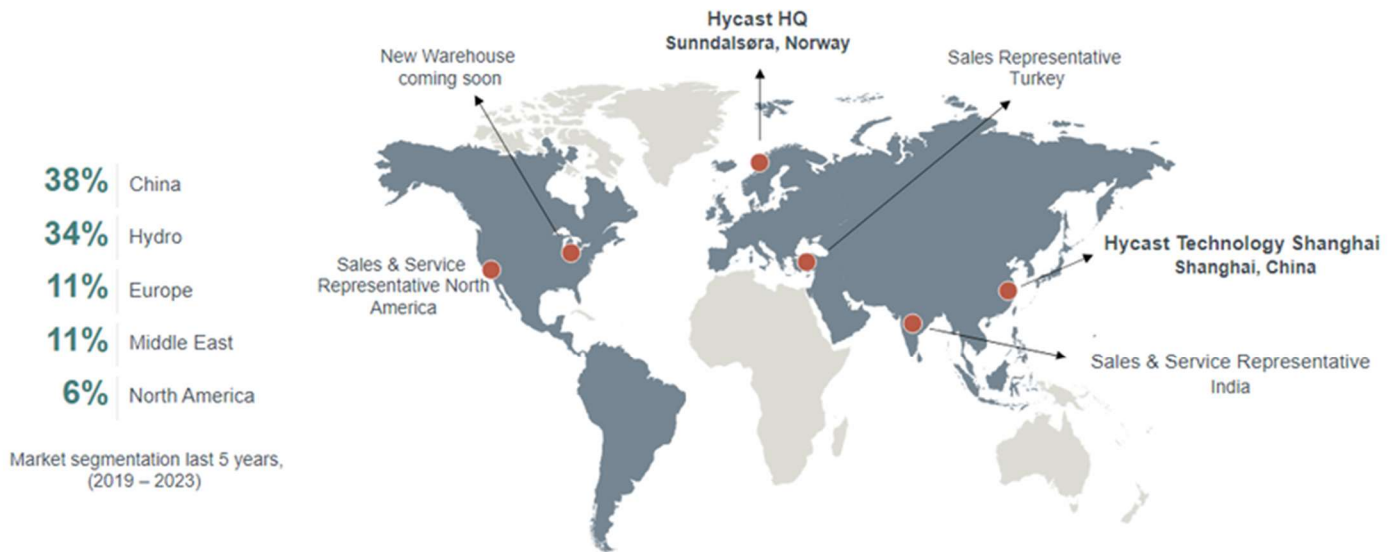 38% China
34% Hydro
11% Europe
11% Middle East
6% North America
Market segmentation last 5 years,
(2019 – 2023)
New Warehouse
coming soon
Hycast HQ
Sunndalsøra, Norway
Sales Representative
Turkey
Sales & Service
Representative North
America
Hycast Technology Shanghai
Shanghai, China
Sales & Service Representative
India